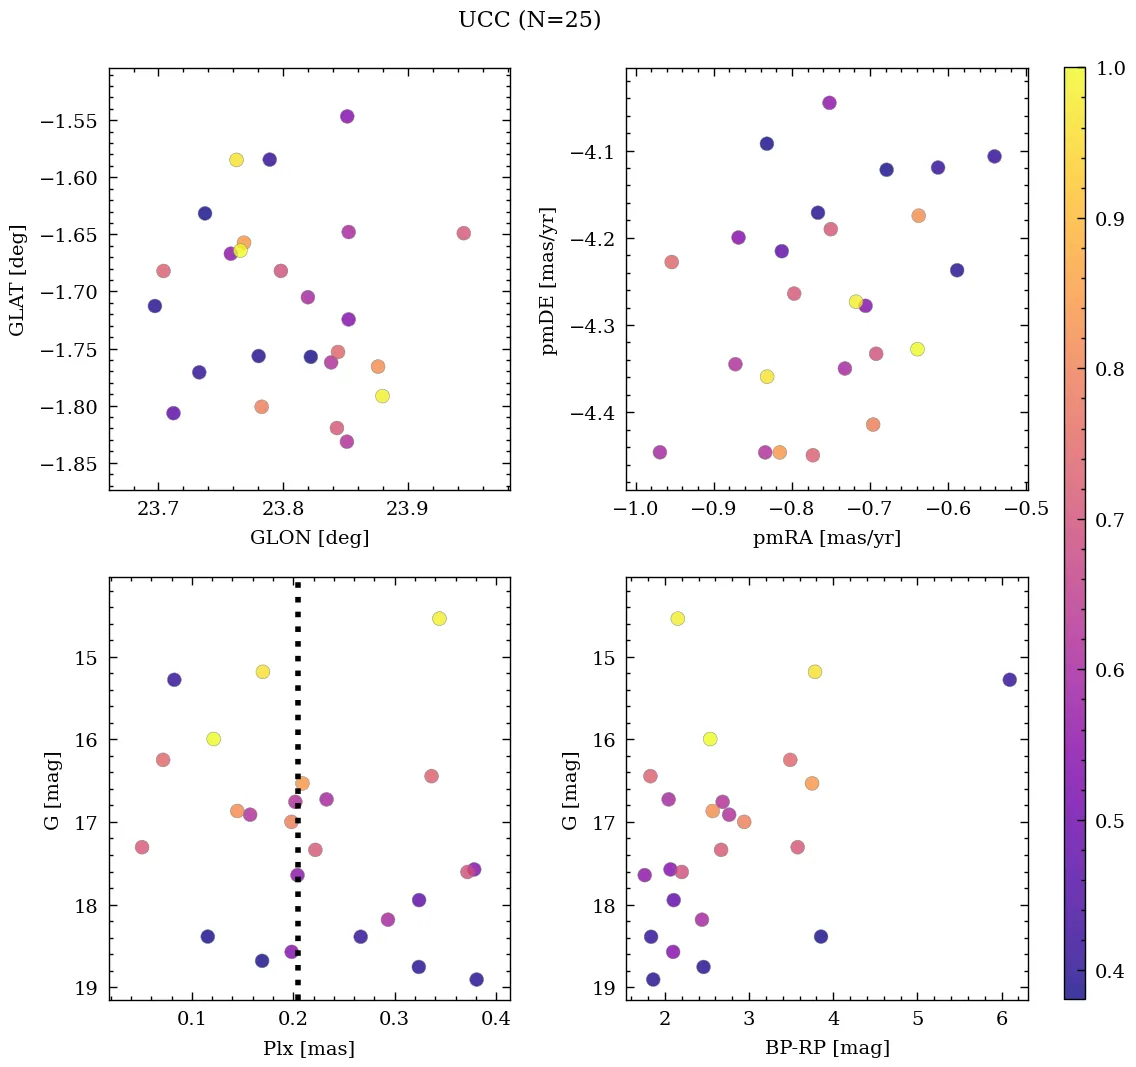 UCC (N=25)
−1.55
−1.60
−1.65
−1.70
−1.75
−1.80
−1.85
GLAT [deg]
23.7 23.8 23.9
GLON [deg]
−4.1
−4.2
−4.3
−4.4
pmDE [mas/yr]
−1.0 −0.9 −0.8 −0.7 −0.6 −0.5
pmRA [mas/yr]
15
16
17
18
19
G [mag]
0.1 0.2 0.3 0.4
Plx [mas]
15
16
17
18
19
G [mag]
2 3 4 5 6
BP-RP [mag]
1.0
0.9
0.8
0.7
0.6
0.5
0.4